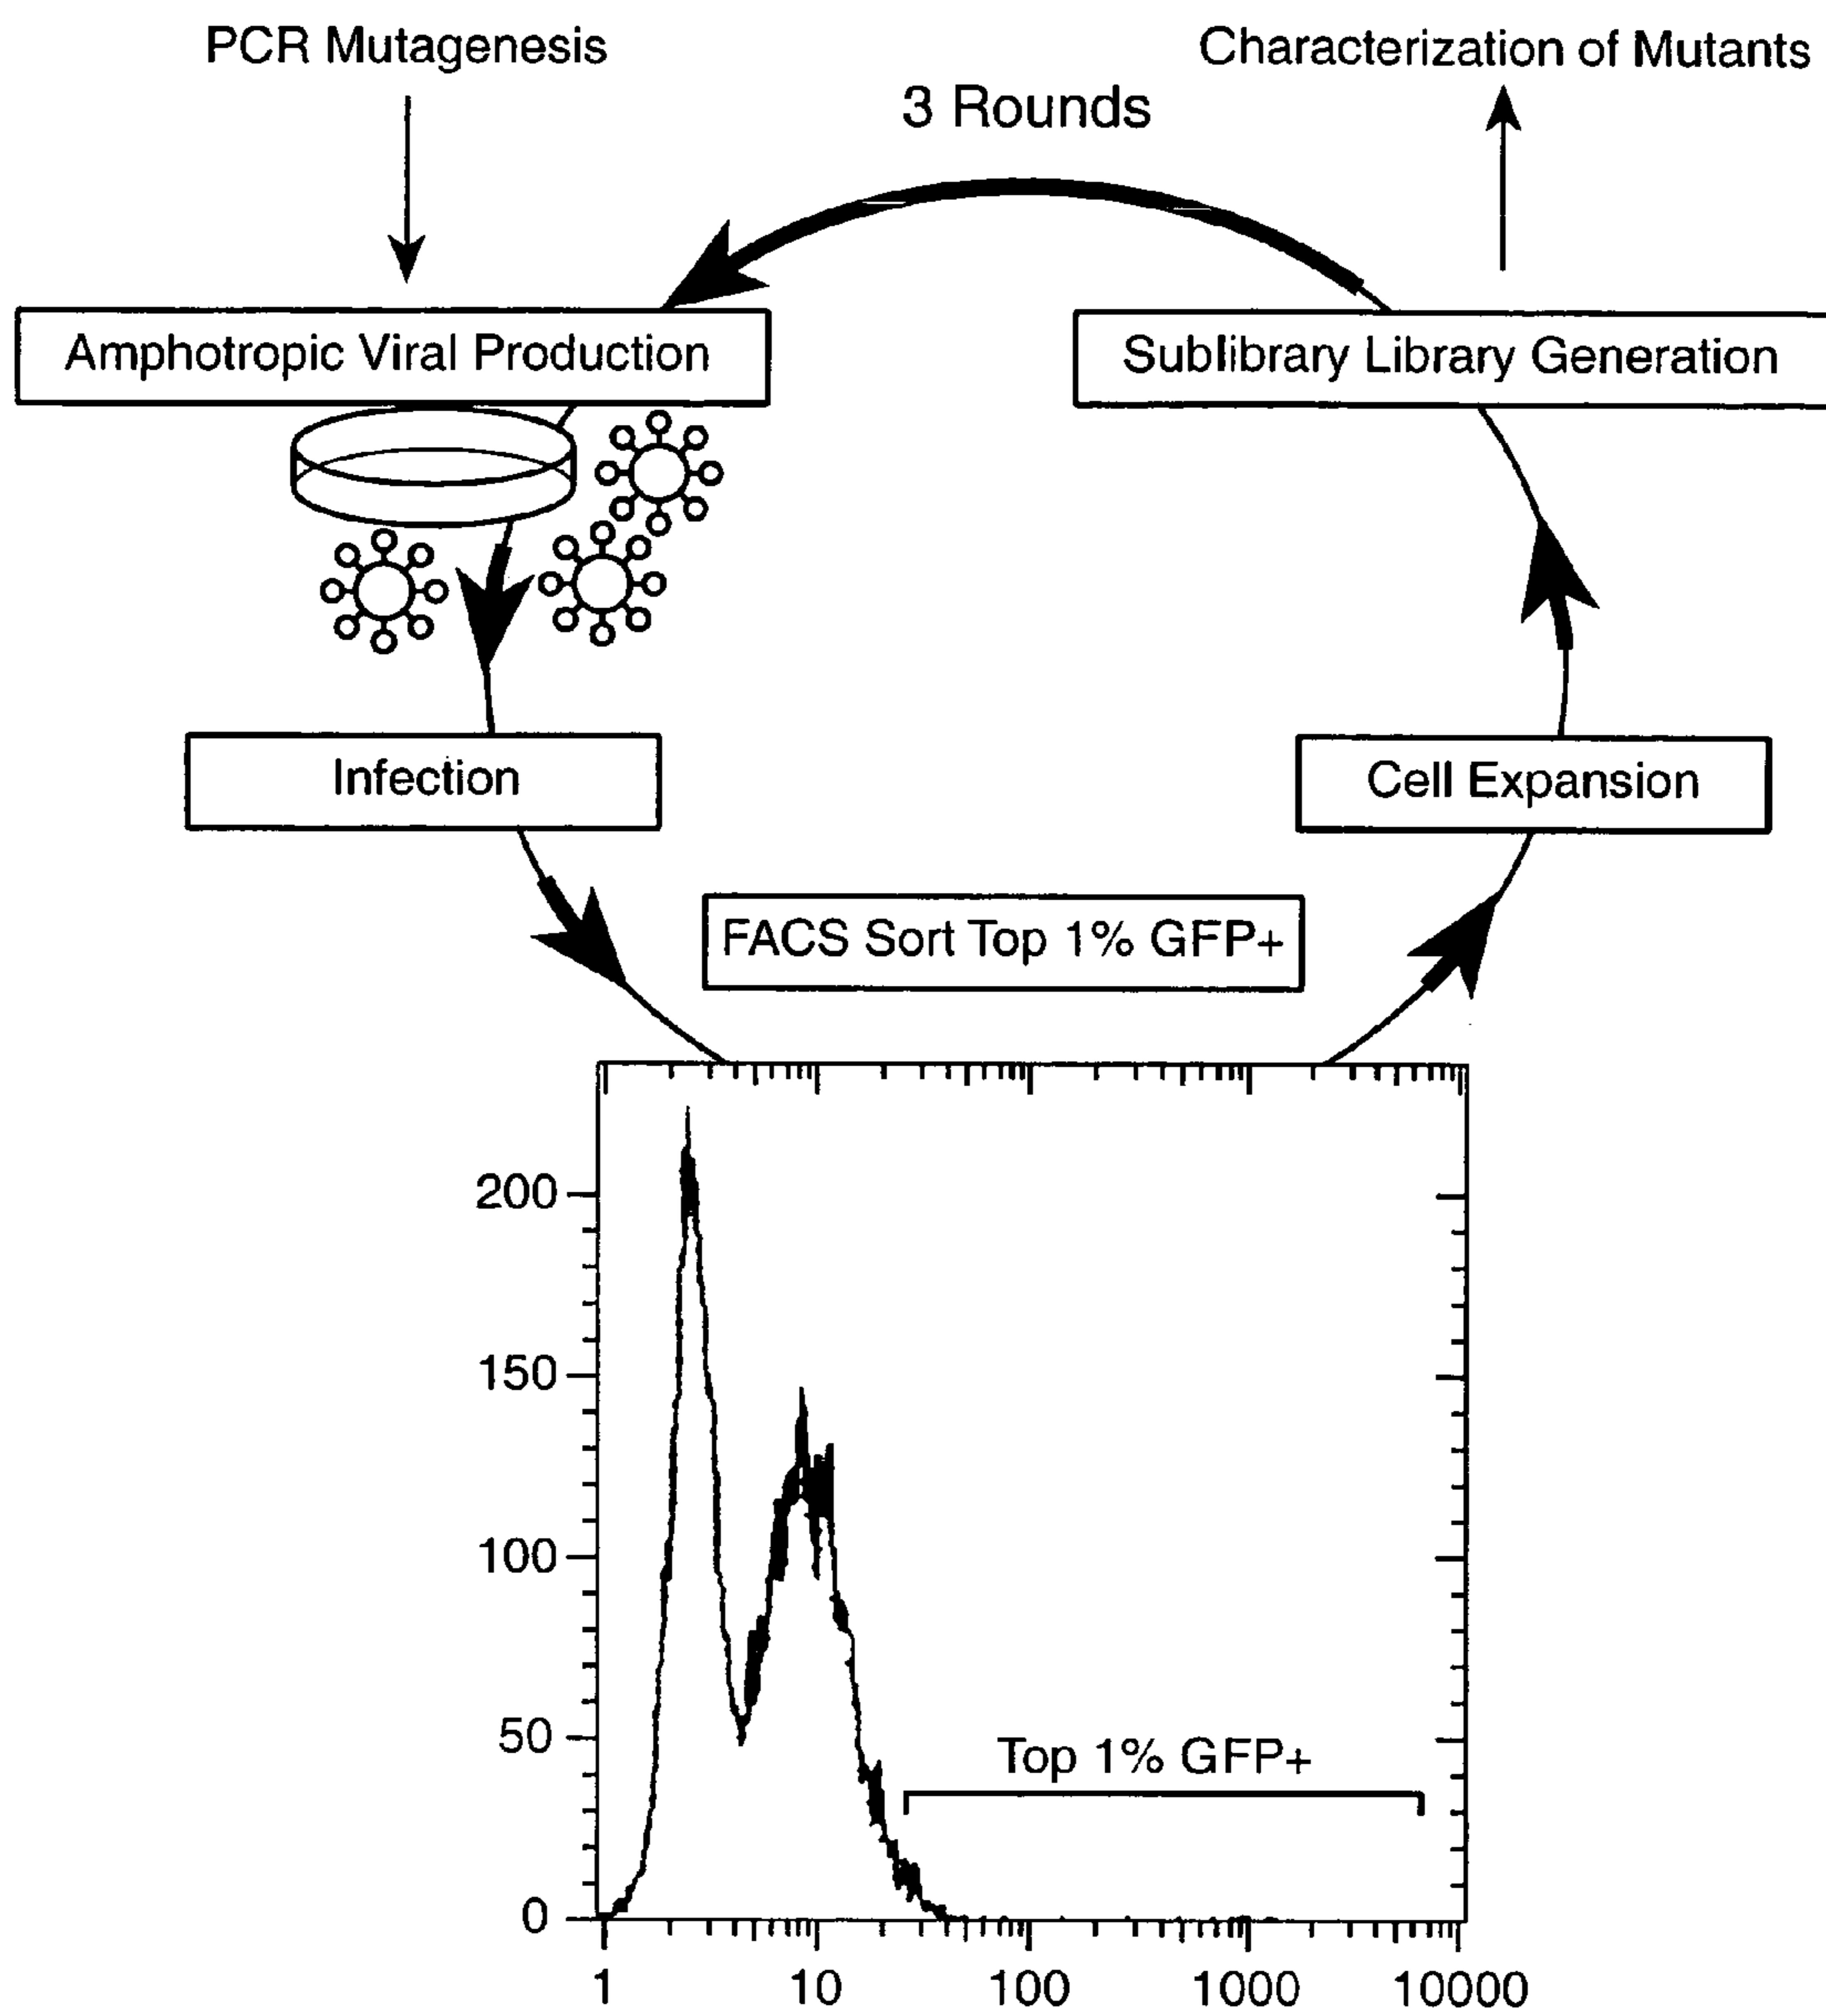 PCR Mutagenesis
Characterization of Mutants
3 Rounds
Amphotropic Viral Production
Sublibrary Library Generation
Infection
Cell Expansion
FACS Sort Top 1% GFP+
200
150
100
50
0
Top 1% GFP+
1 10 100 1000 10000